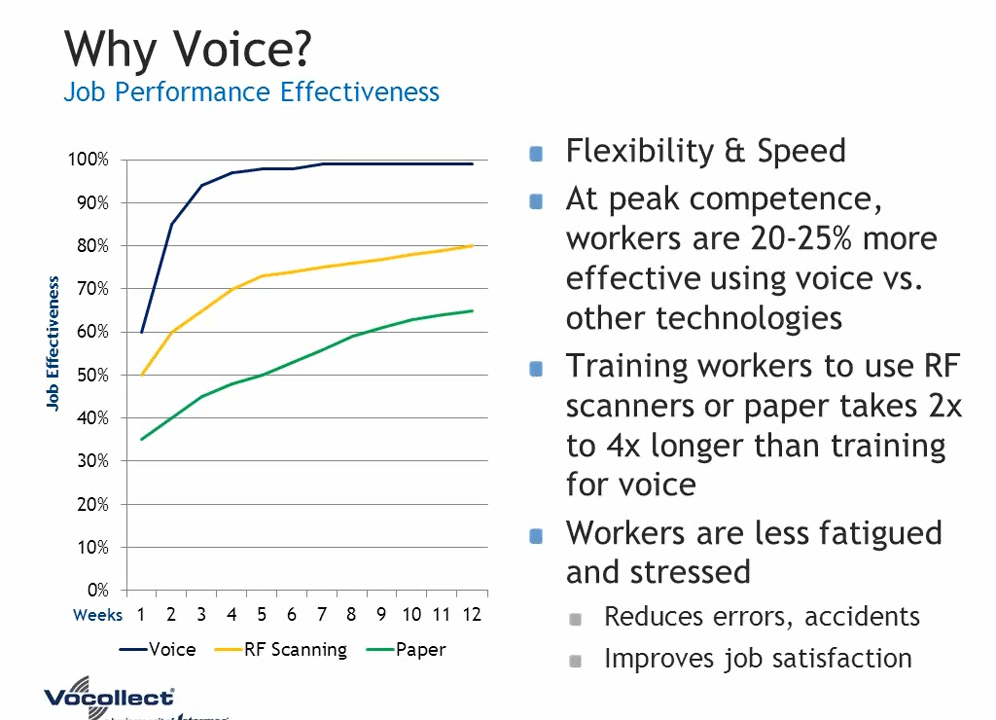 Why Voice?
Job Performance Effectiveness
100%
90%
80%
70%
60%
50%
40%
30%
20%
10%
0%
Job Effectiveness
Weeks 1 2 3 4 5 6 7 8 9 10 11 12
Voice RF Scanning Paper
Flexibility & Speed
At peak competence,
workers are 20-25% more
effective using voice vs.
other technologies
Training workers to use RF
scanners or paper takes 2x
to 4x longer than training
for voice
Workers are less fatigued
and stressed
Reduces errors, accidents
Improves job satisfaction
Vocollect®